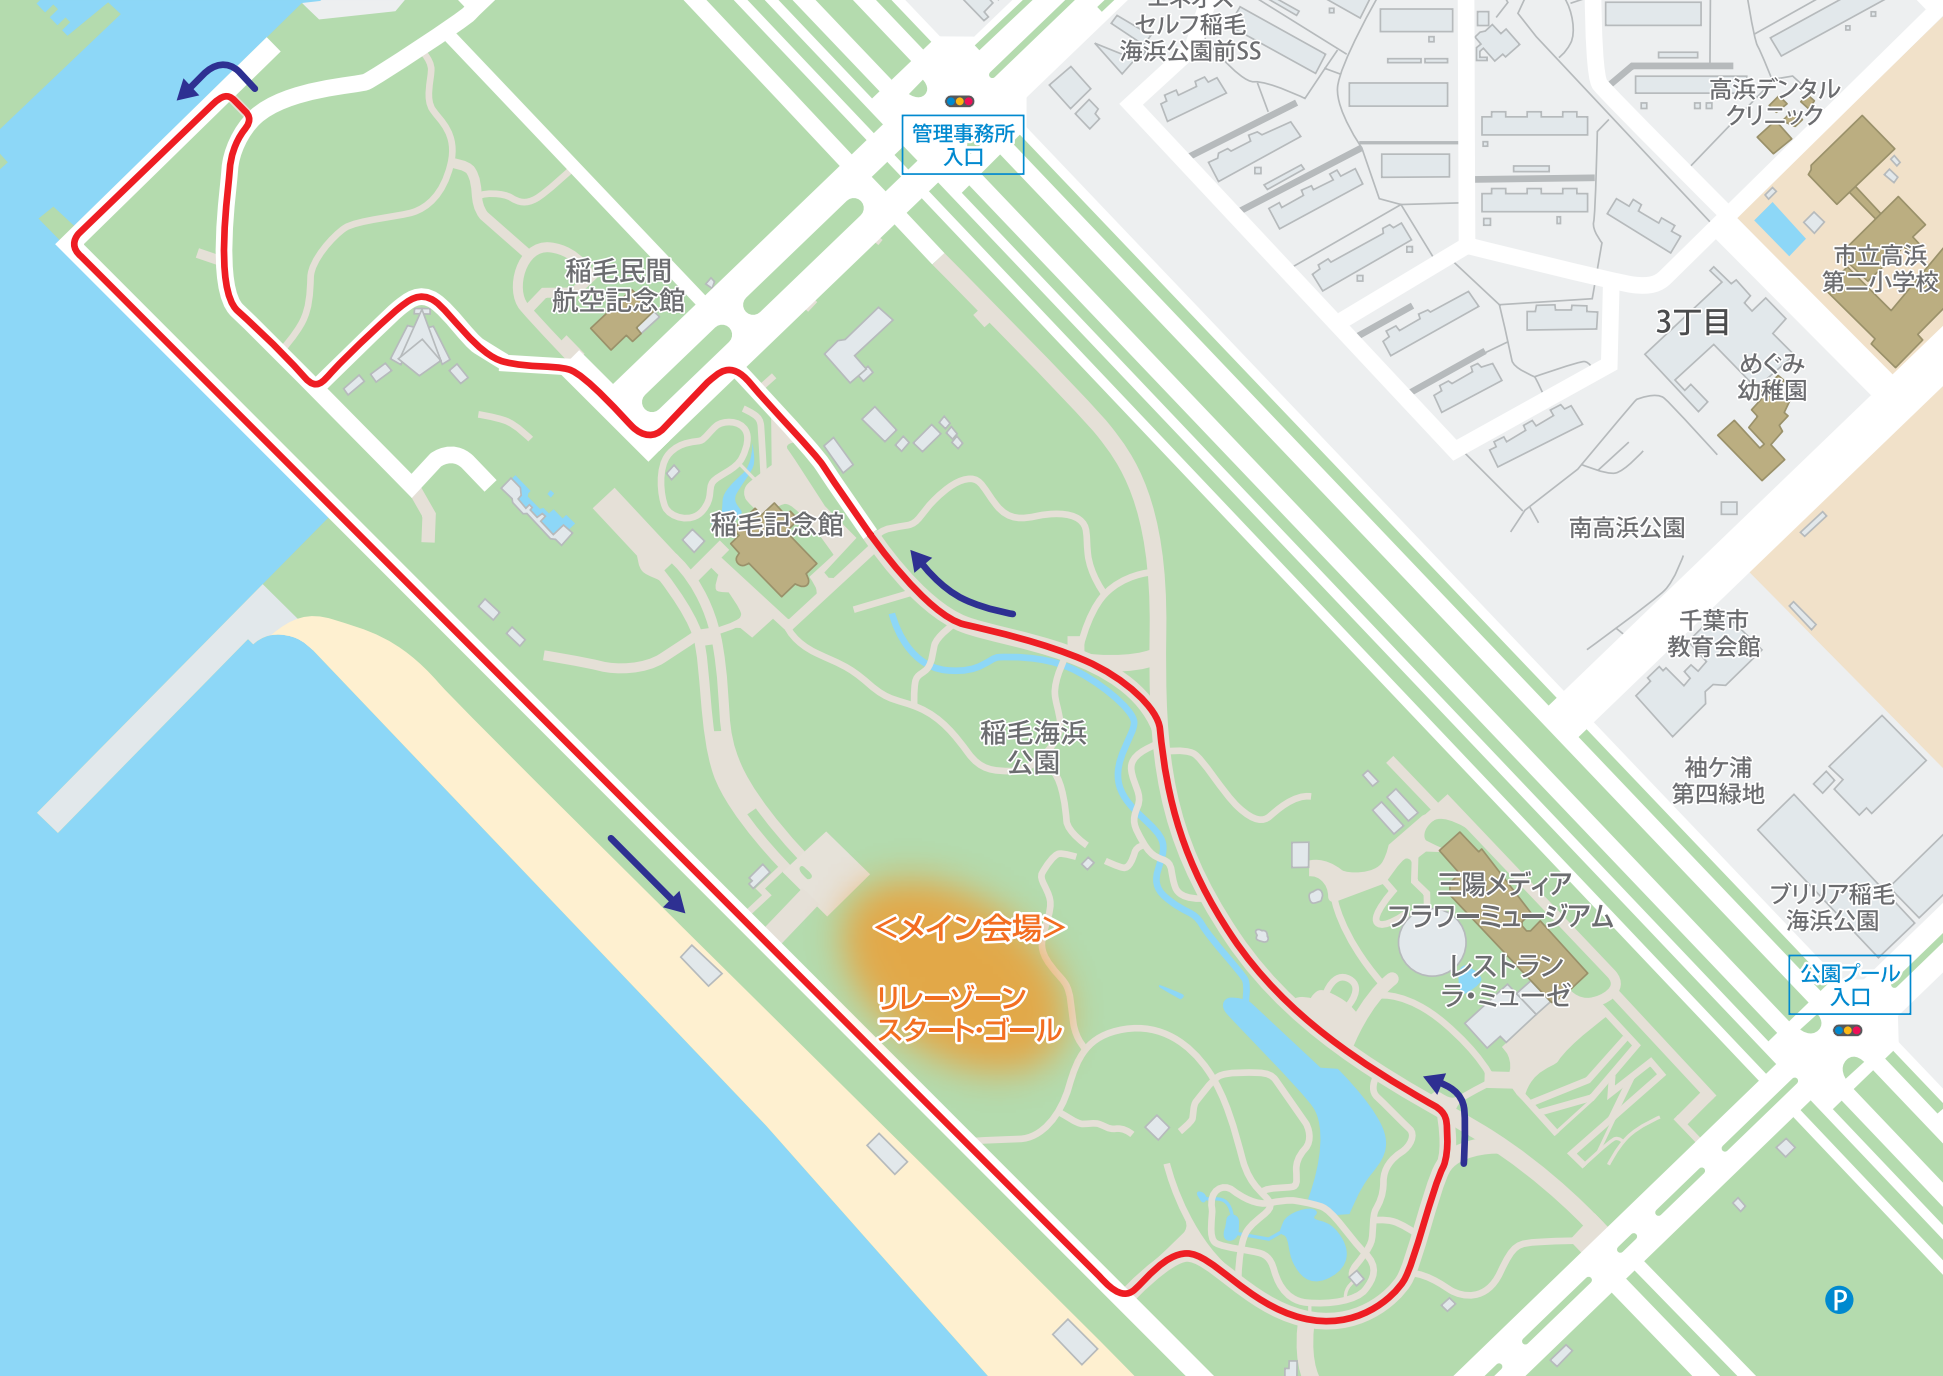 エネオス
セルフ稲毛
海浜公園前SS
管理事務所
入口
高浜デンタル
クリニック
市立高浜
第二小学校
稲毛民間
航空記念館
3丁目
めぐみ
幼稚園
稲毛記念館
南高浜公園
千葉市
教育会館
稲毛海浜
公園
袖ケ浦
第四緑地
三陽メディア
フラワーミュージアム
ブリリア稲毛
海浜公園
＜メイン会場＞
レストラン
ラ・ミューゼ
公園プール
入口
リレーゾーン
スタート・ゴール
P